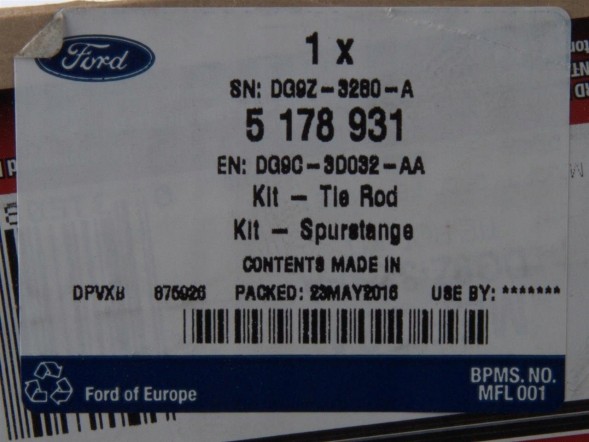 Ford
1 x
SN: DG9Z-3280-A
5 178 931
EN: DG9C-3D032-AA
Kit - Tie Rod
Kit - Spurstange
CONTENTS MADE IN
DPVXB 875926 PACKED: 23MAY2016 USE BY: *******
Ford of Europe
BPMS. NO.
MFL 001